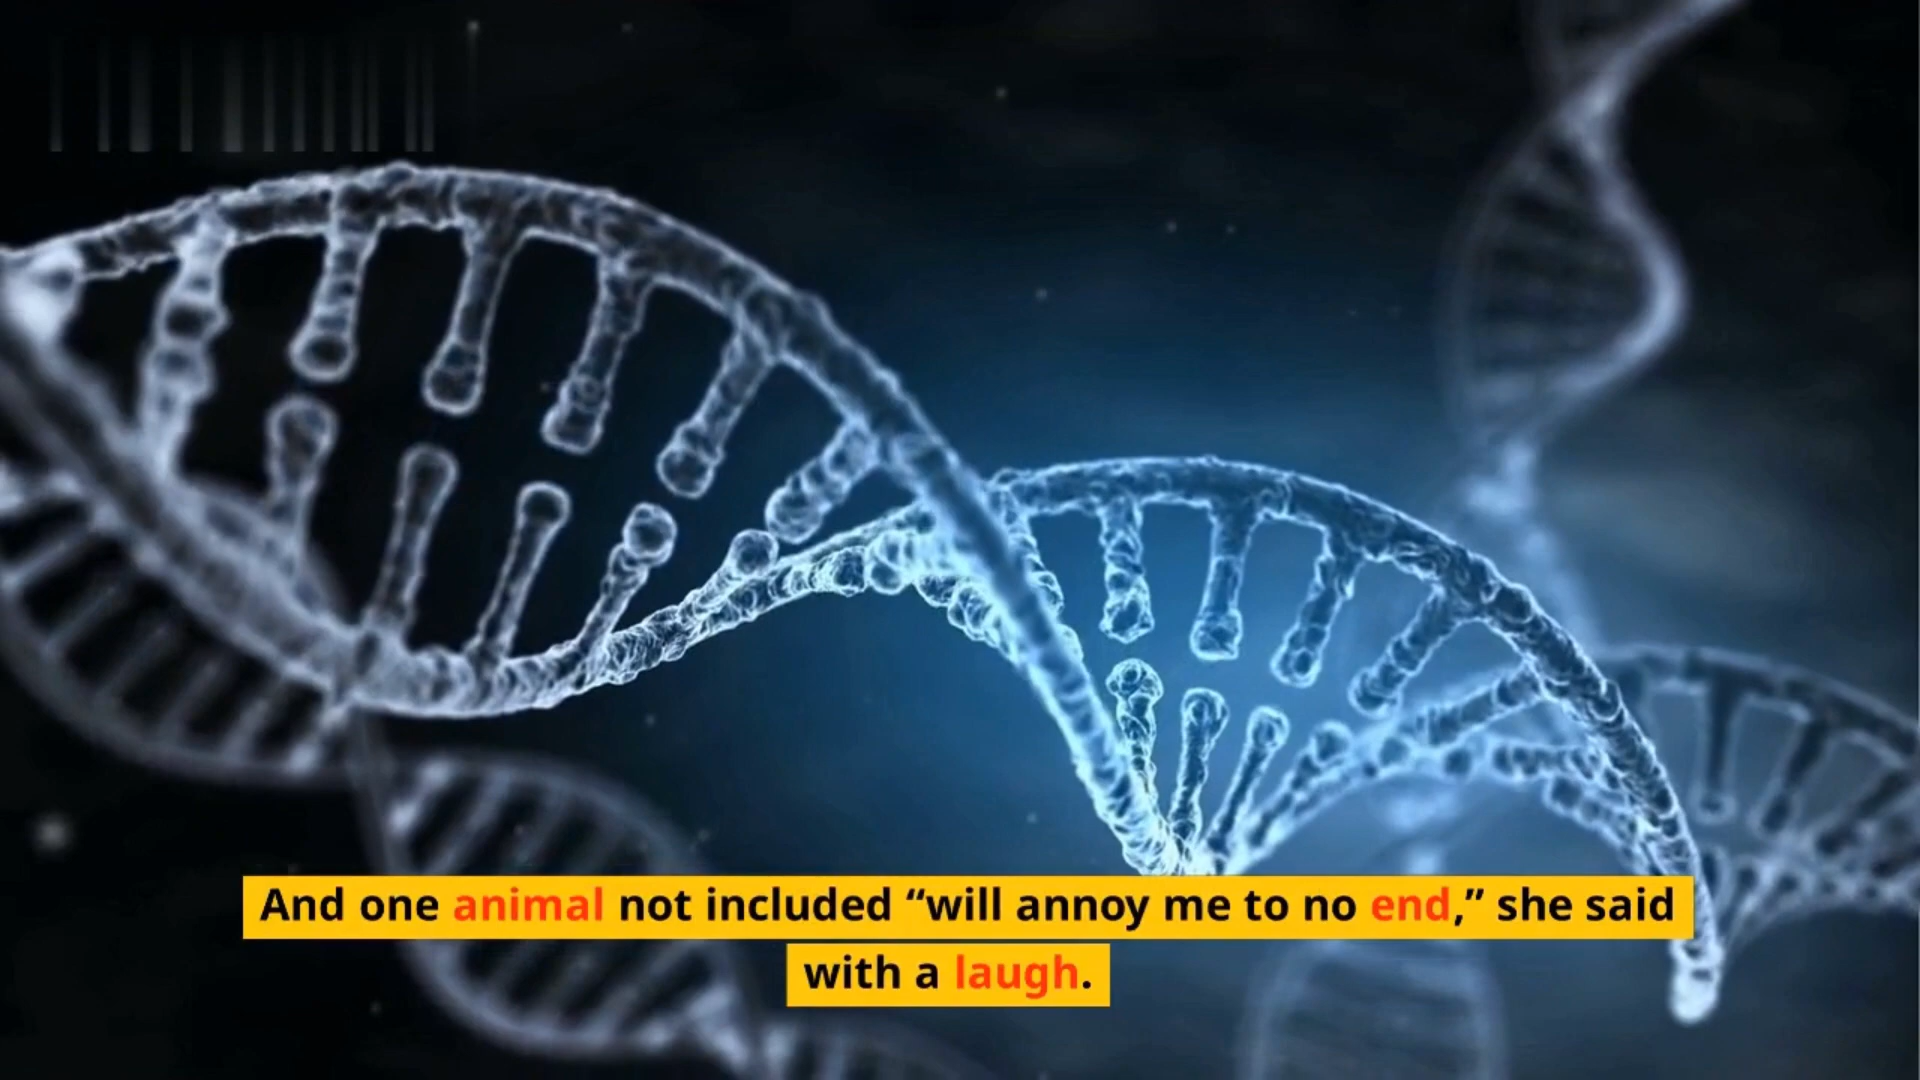 And one animal not included “will annoy me to no end,” she said
with a laugh.